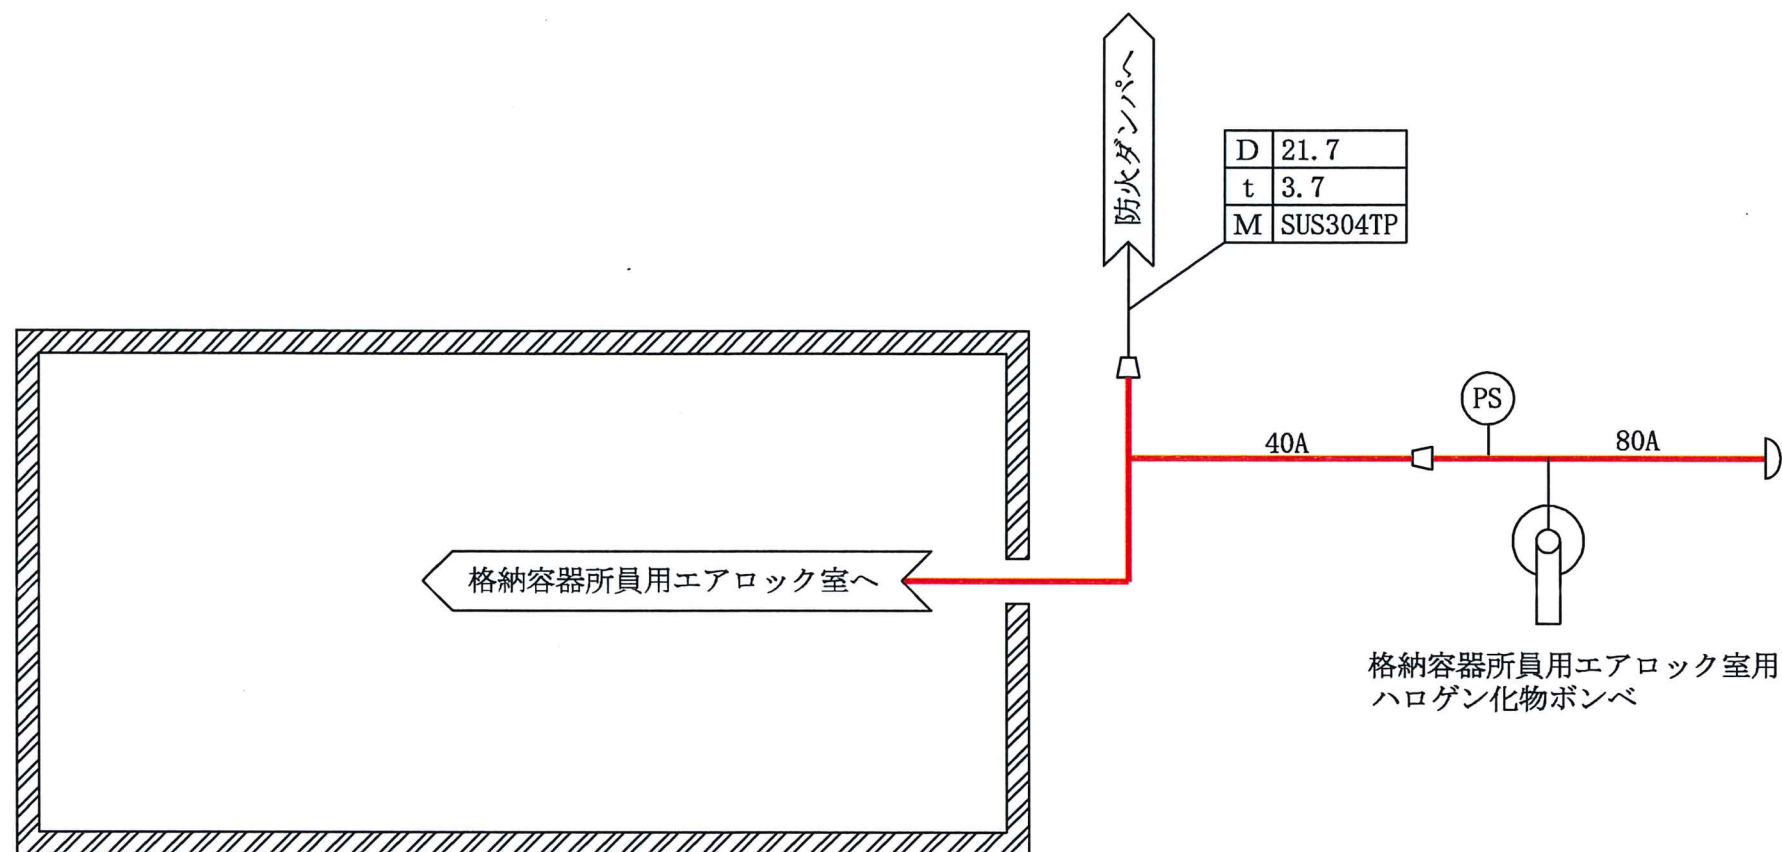 防火ダンパへ
D 21.7
t 3.7
M SUS304TP
PS
40A
80A
格納容器所員用エアロック室へ
格納容器所員用エアロック室用
ハロゲン化物ボンベ